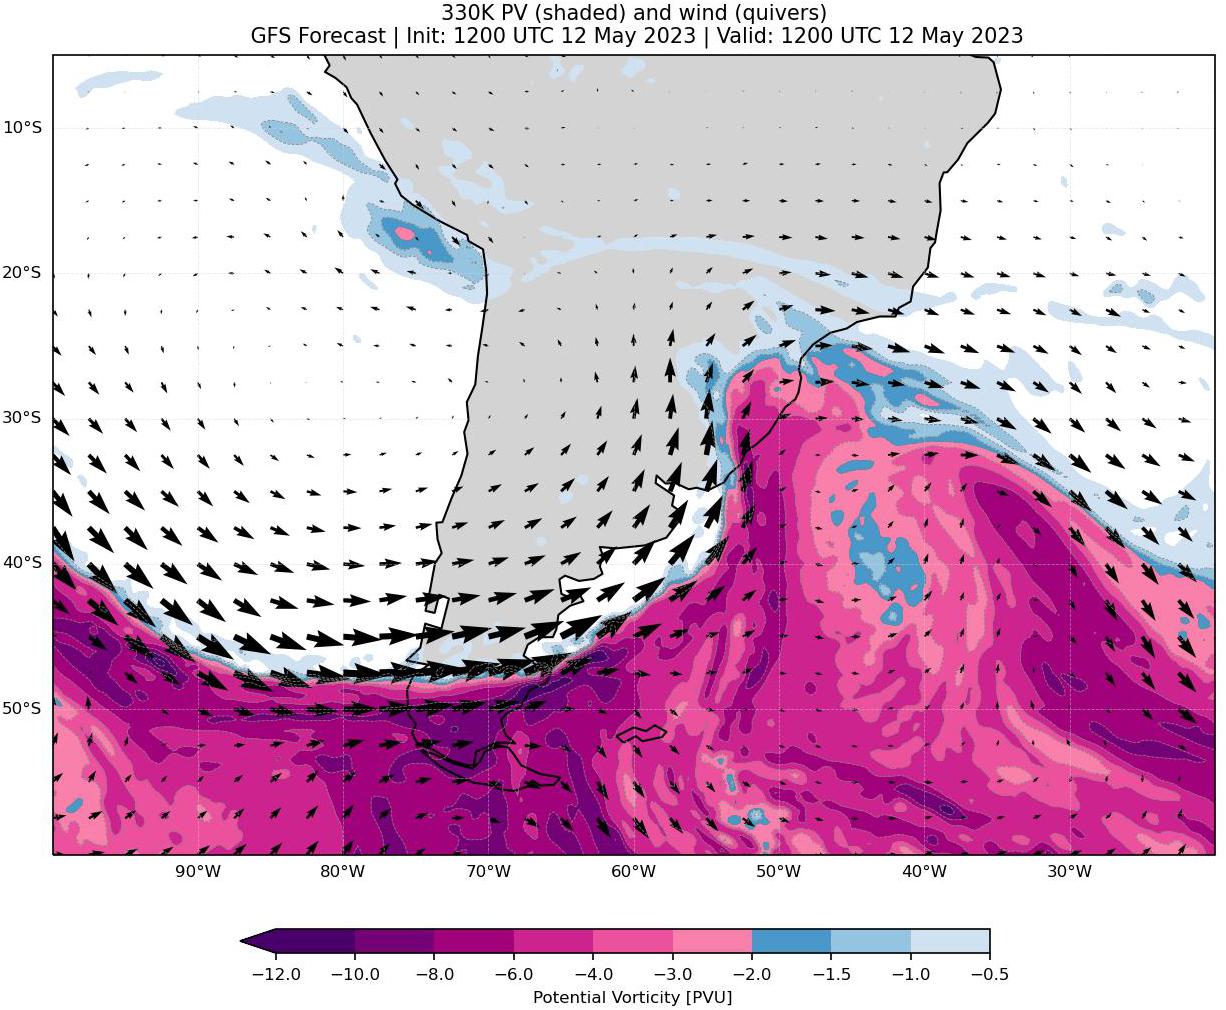 330K PV (shaded) and wind (quivers)
GFS Forecast | Init: 1200 UTC 12 May 2023 | Valid: 1200 UTC 12 May 2023
10°S
20°S
30°S
40°S
50°S
90°W 80°W 70°W 60°W 50°W 40°W 30°W
−12.0 −10.0 −8.0 −6.0 −4.0 −3.0 −2.0 −1.5 −1.0 −0.5
Potential Vorticity [PVU]